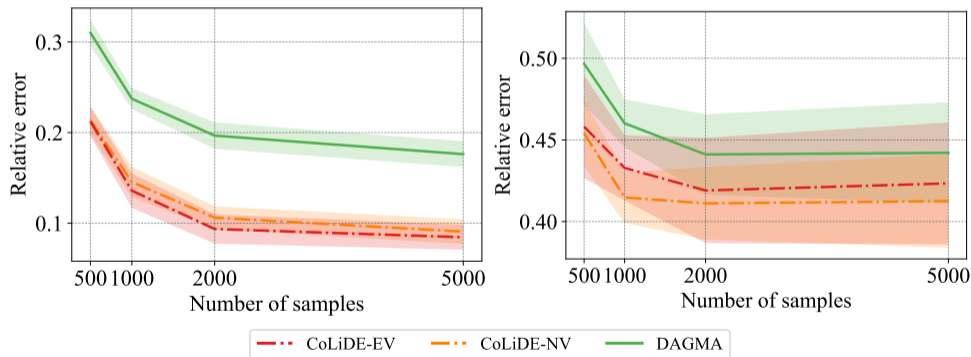 Relative error
0.3
0.2
0.1
500 1000 2000 5000
Number of samples
Relative error
0.50
0.45
0.40
500 1000 2000 5000
Number of samples
CoLiDE-EV CoLiDE-NV DAGMA